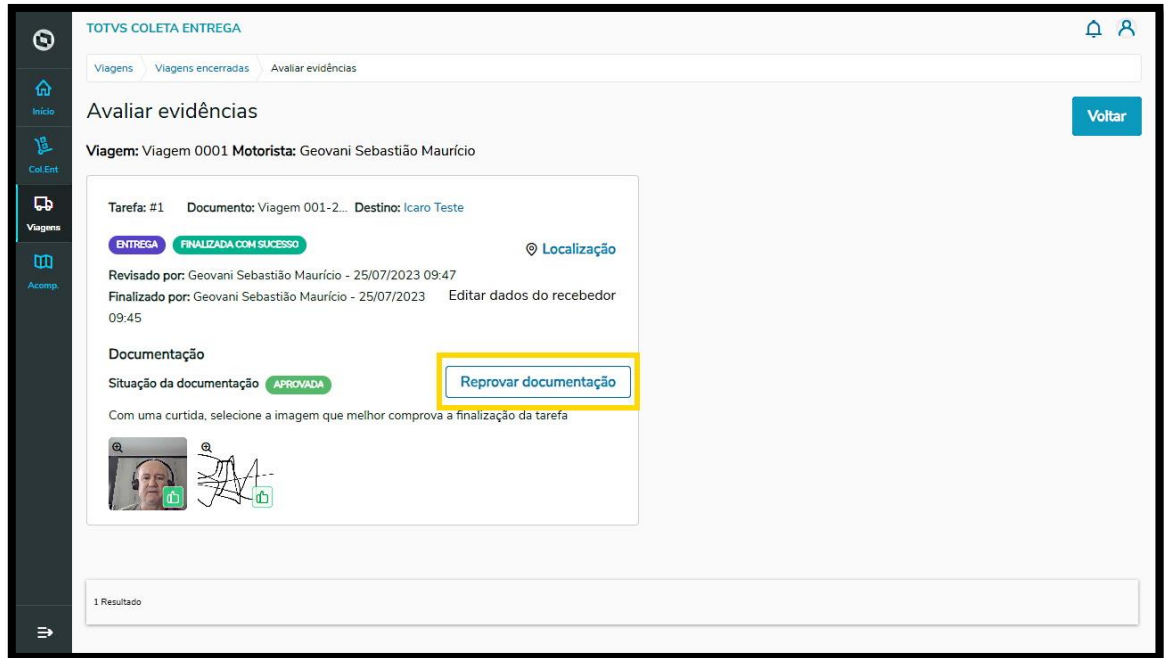 TOTVS COLETA ENTREGA
Viagens Viagens encerradas Avaliar evidências
Início
Col.Ent
Viagens
Acomp.
Avaliar evidências
Voltar
Viagem: Viagem 0001 Motorista: Geovani Sebastião Maurício
Tarefa: #1 Documento: Viagem 001-2... Destino: Icaro Teste
ENTREGA FINALIZADA COM SUCESSO
Localização
Revisado por: Geovani Sebastião Maurício - 25/07/2023 09:47
Finalizado por: Geovani Sebastião Maurício - 25/07/2023
09:45
Editar dados do recebedor
Documentação
Situação da documentação APROVADA
Reprovar documentação
Com uma curtida, selecione a imagem que melhor comprova a finalização da tarefa
1 Resultado